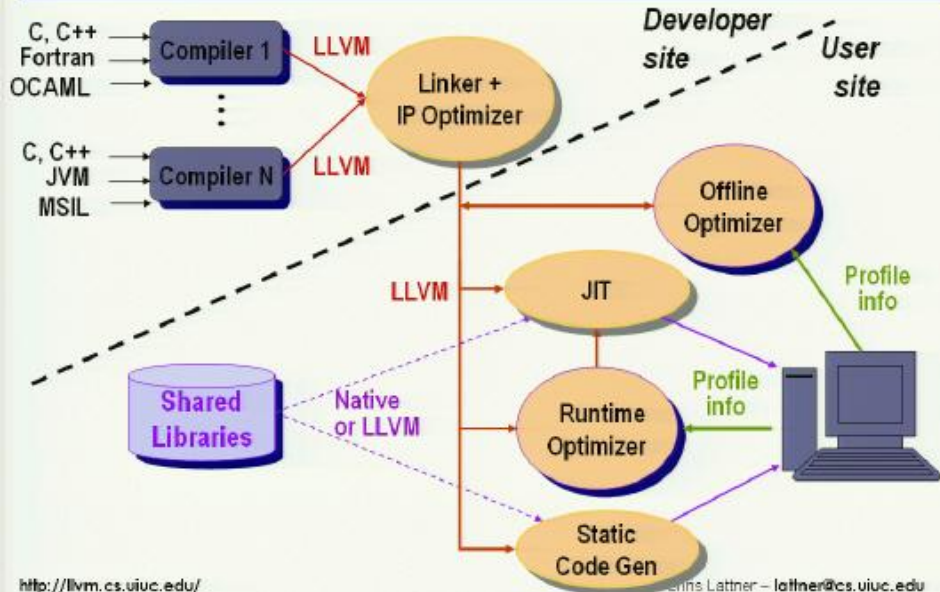 Developer
site
User
site
C, C++
Fortran
OCAML
Compiler 1
LLVM
Linker +
IP Optimizer
C, C++
JVM
MSIL
Compiler N
LLVM
Offline
Optimizer
LLVM
JIT
Profile
info
Shared
Libraries
Native
or LLVM
Runtime
Optimizer
Profile
info
Static
Code Gen
http://llvm.cs.uiuc.edu/
Lattner – lattner@cs.uiuc.edu